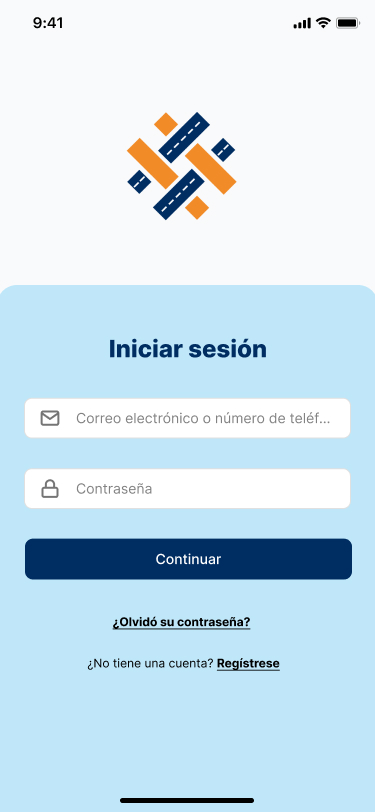 9:41
Iniciar sesión
Correo electrónico o número de teléf...
Contraseña
Continuar
¿Olvidó su contraseña?
¿No tiene una cuenta? Regístrese